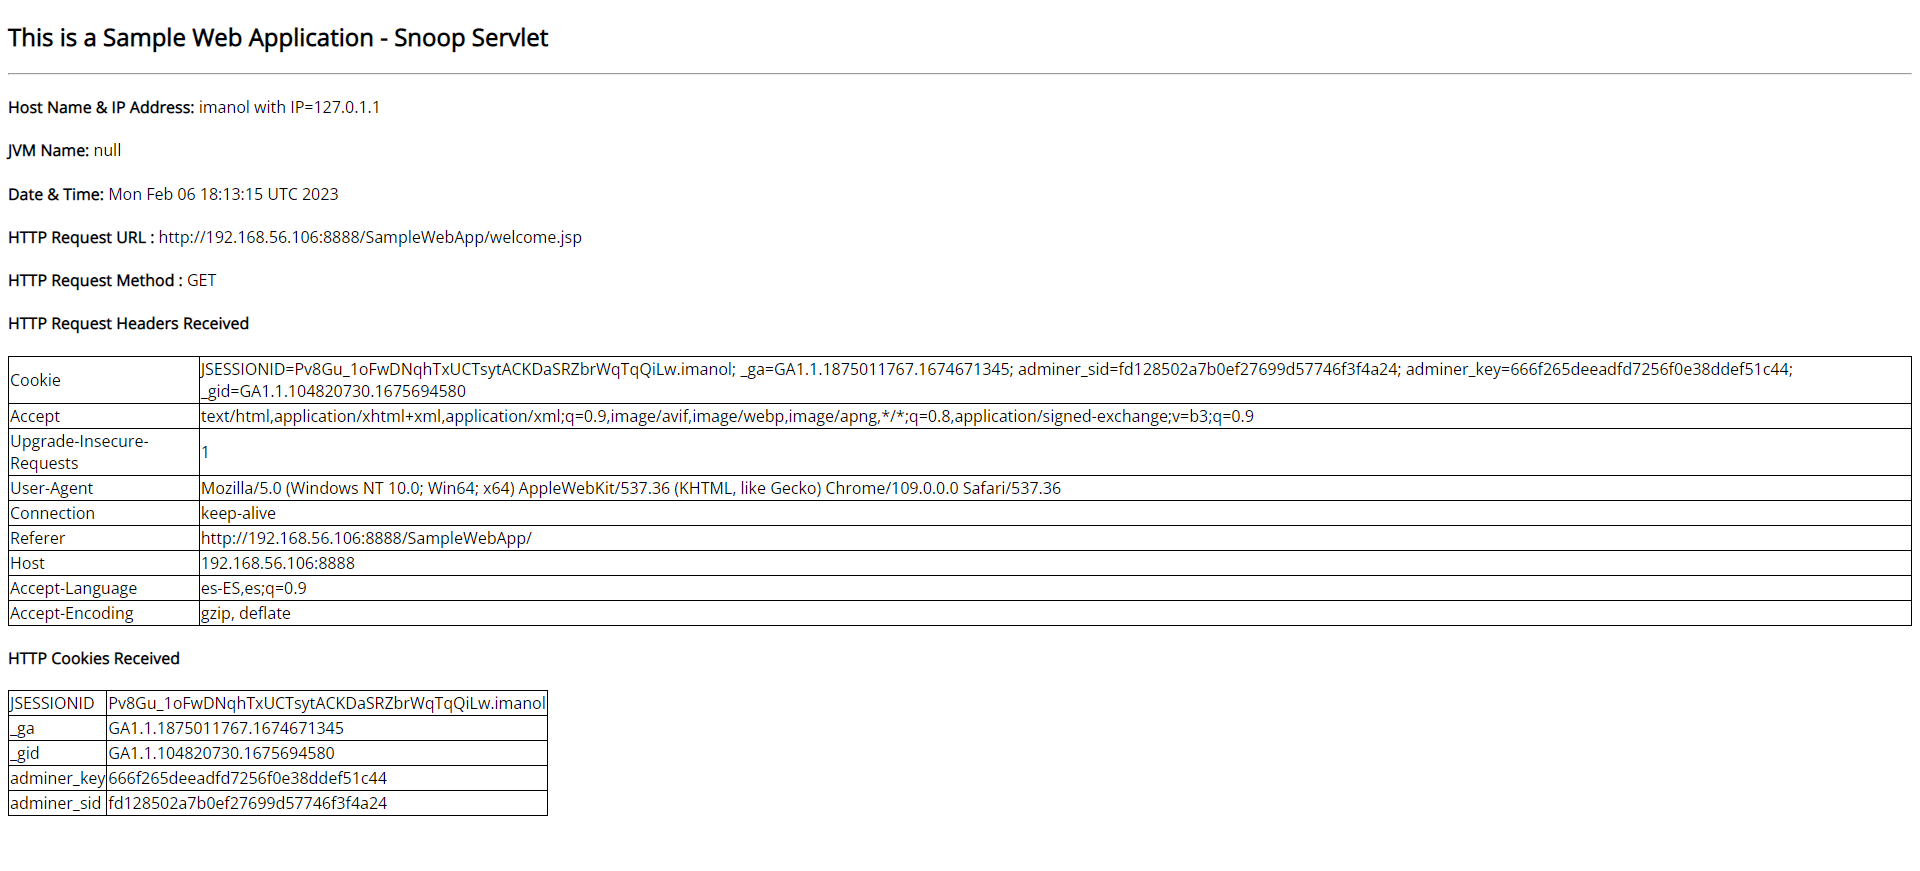 This is a Sample Web Application - Snoop Servlet
Host Name & IP Address: imanol with IP=127.0.1.1
JVM Name: null
Date & Time: Mon Feb 06 18:13:15 UTC 2023
HTTP Request URL : http://192.168.56.106:8888/SampleWebApp/welcome.jsp
HTTP Request Method : GET
HTTP Request Headers Received
Cookie JSESSIONID=Pv8Gu_1oFwDNqhTxUCTsytACKDaSRZbrWqTqQiLw.imanol; _ga=GA1.1.1875011767.1674671345; adminer_sid=fd128502a7b0ef27699d57746f3f4a24; adminer_key=666f265deeadfd7256f0e38ddef51c44;
_gid=GA1.1.104820730.1675694580
Accept text/html,application/xhtml+xml,application/xml;q=0.9,image/avif,image/webp,image/apng,*/*;q=0.8,application/signed-exchange;v=b3;q=0.9
Upgrade-Insecure-
Requests 1
User-Agent Mozilla/5.0 (Windows NT 10.0; Win64; x64) AppleWebKit/537.36 (KHTML, like Gecko) Chrome/109.0.0.0 Safari/537.36
Connection keep-alive
Referer http://192.168.56.106:8888/SampleWebApp/
Host 192.168.56.106:8888
Accept-Language es-ES,es;q=0.9
Accept-Encoding gzip, deflate
HTTP Cookies Received
JSESSIONID Pv8Gu_1oFwDNqhTxUCTsytACKDaSRZbrWqTqQiLw.imanol
_ga GA1.1.1875011767.1674671345
_gid GA1.1.104820730.1675694580
adminer_key 666f265deeadfd7256f0e38ddef51c44
adminer_sid fd128502a7b0ef27699d57746f3f4a24